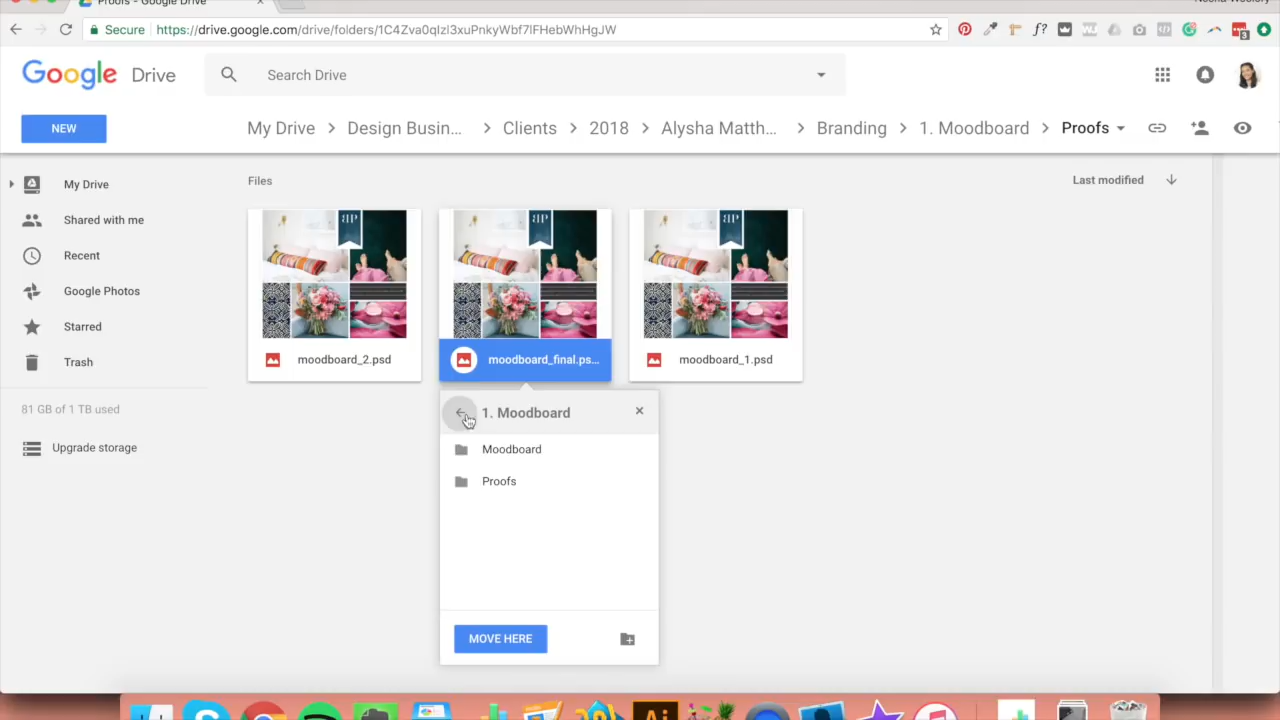 Proofs - Google Drive
Secure https://drive.google.com/drive/folders/1C4Zva0qIzl3xuPnkyWbf7lFHebWhHgJW
Google Drive
Search Drive
NEW
My Drive > Design Busin... > Clients > 2018 > Alysha Matth... > Branding > 1. Moodboard > Proofs
My Drive
Shared with me
Recent
Google Photos
Starred
Trash
81 GB of 1 TB used
Upgrade storage
Files
Last modified
moodboard_2.psd
moodboard_final.ps...
moodboard_1.psd
1. Moodboard
Moodboard
Proofs
MOVE HERE
Ai